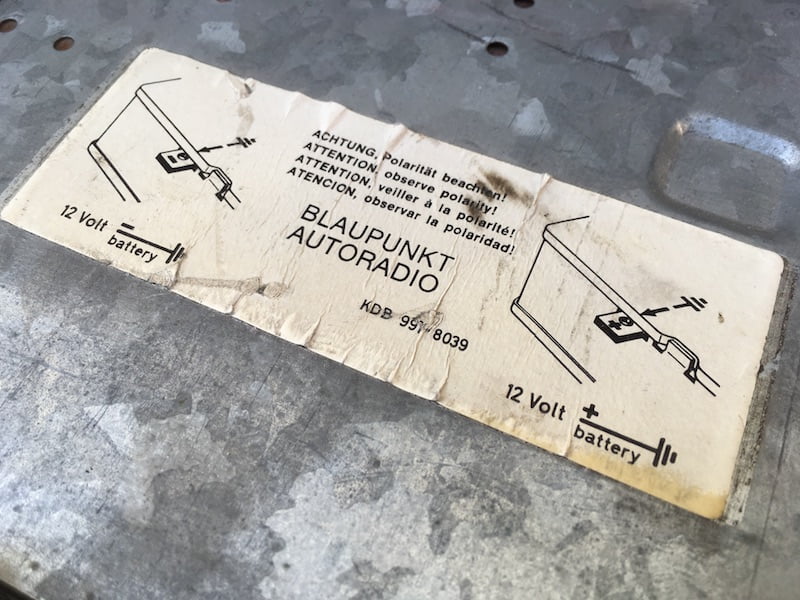 ACHTUNG, Polarität beachten!
ATTENTION, observe polarity!
ATTENTION, veiller à la polarité!
ATENCION, observar la polaridad!
BLAUPUNKT
AUTORADIO
KDB 8039
12 Volt -
battery
12 Volt +
battery